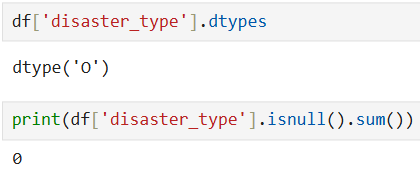 df['disaster_type'].dtypes
dtype('O')
print(df['disaster_type'].isnull().sum())
0